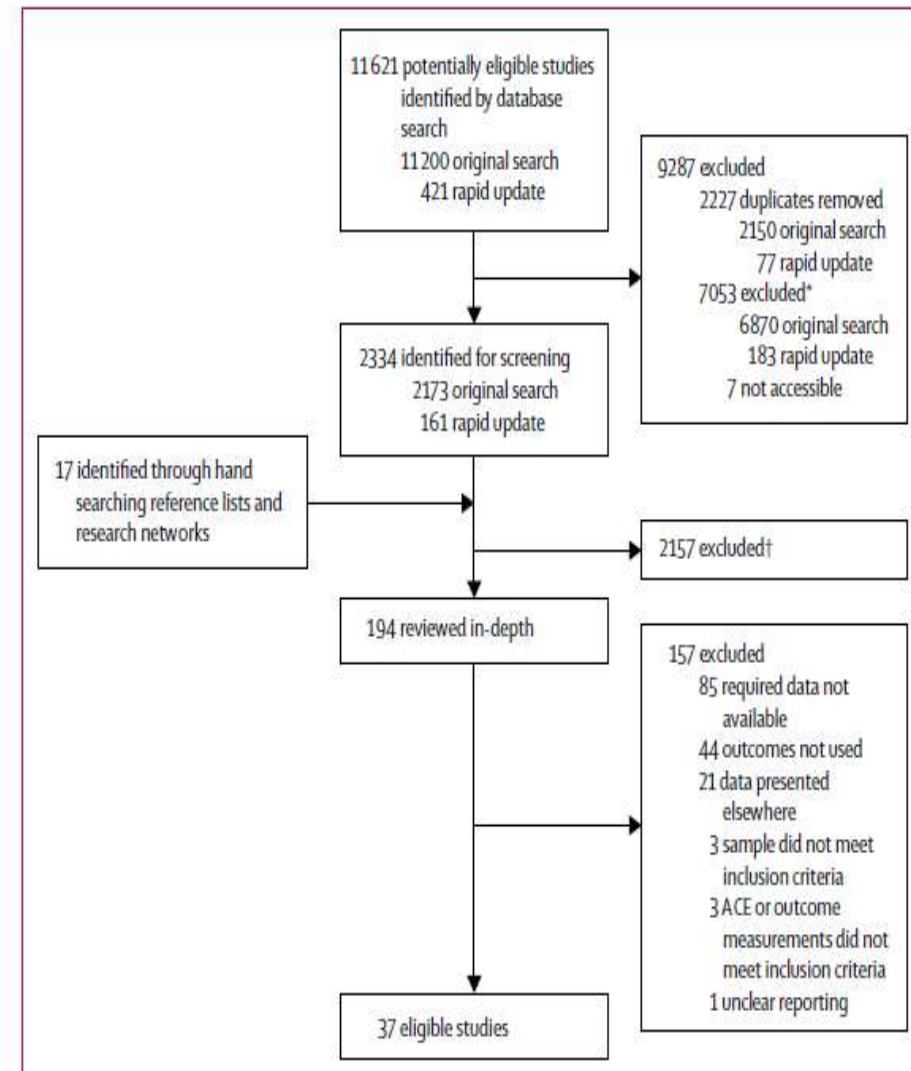 11621 potentially eligible studies
identified by database
search
11200 original search
421 rapid update
9287 excluded
2227 duplicates removed
2150 original search
77 rapid update
7053 excluded*
6870 original search
183 rapid update
7 not accessible
2334 identified for screening
2173 original search
161 rapid update
17 identified through hand
searching reference lists and
research networks
2157 excluded†
194 reviewed in-depth
157 excluded
85 required data not
available
44 outcomes not used
21 data presented
elsewhere
3 sample did not meet
inclusion criteria
3 ACE or outcome
measurements did not
meet inclusion criteria
1 unclear reporting
37 eligible studies